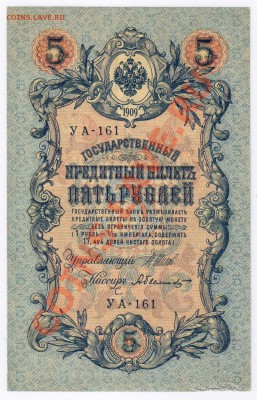 COINS.LAVE.RU
5 5
1909
УА-161
ГОСУДАРСТВЕННЫЙ
КРЕДИТНЫЙ БИЛЕТЪ
ПЯТЬ РУБЛЕЙ
ГОСУДАРСТВЕННЫЙ БАНКЪ РАЗМѢНИВАЕТЪ
КРЕДИТНЫЕ БИЛЕТЫ НА ЗОЛОТУЮ МОНЕТУ
БЕЗЪ ОГРАНИЧЕНІЯ СУММЫ
(1 РУБЛЬ = 1/15 ИМПЕРІАЛА, СОДЕРЖИТЪ
17,424 ДОЛЕЙ ЧИСТАГО ЗОЛОТА)
Управляющій
Кассиръ
УА-161
5